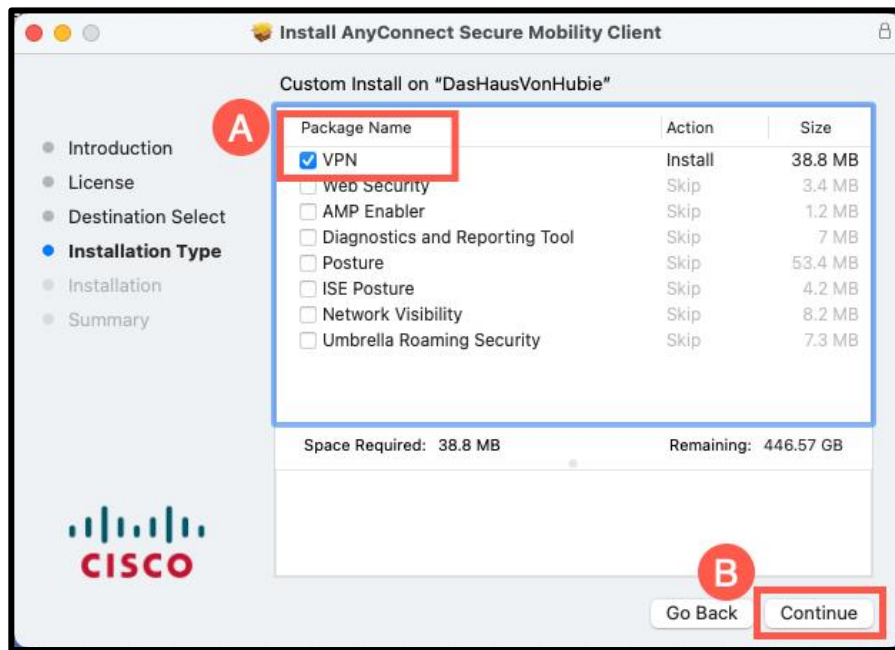 Install AnyConnect Secure Mobility Client
Custom Install on “DasHausVonHubie”
Introduction
License
Destination Select
Installation Type
Installation
Summary
A
Package Name Action Size
VPN Install 38.8 MB
Web Security Skip 3.4 MB
AMP Enabler Skip 1.2 MB
Diagnostics and Reporting Tool Skip 7 MB
Posture Skip 53.4 MB
ISE Posture Skip 4.2 MB
Network Visibility Skip 8.2 MB
Umbrella Roaming Security Skip 7.3 MB
Space Required: 38.8 MB Remaining: 446.57 GB
CISCO
B
Go Back Continue